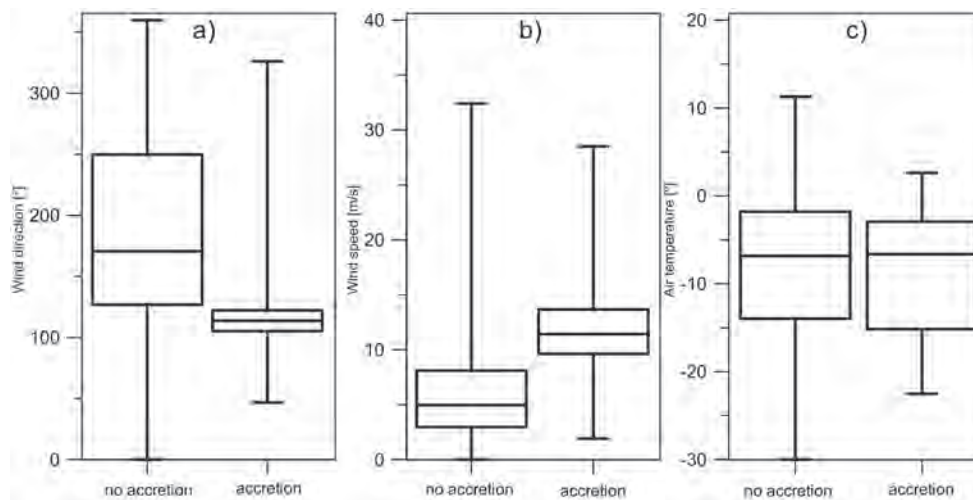 a)
Wind direction [°]
300
200
100
0
no accretion accretion
b)
Wind speed [m/s]
40
30
20
10
0
no accretion accretion
c)
Air temperature [°]
20
10
0
-10
-20
-30
no accretion accretion